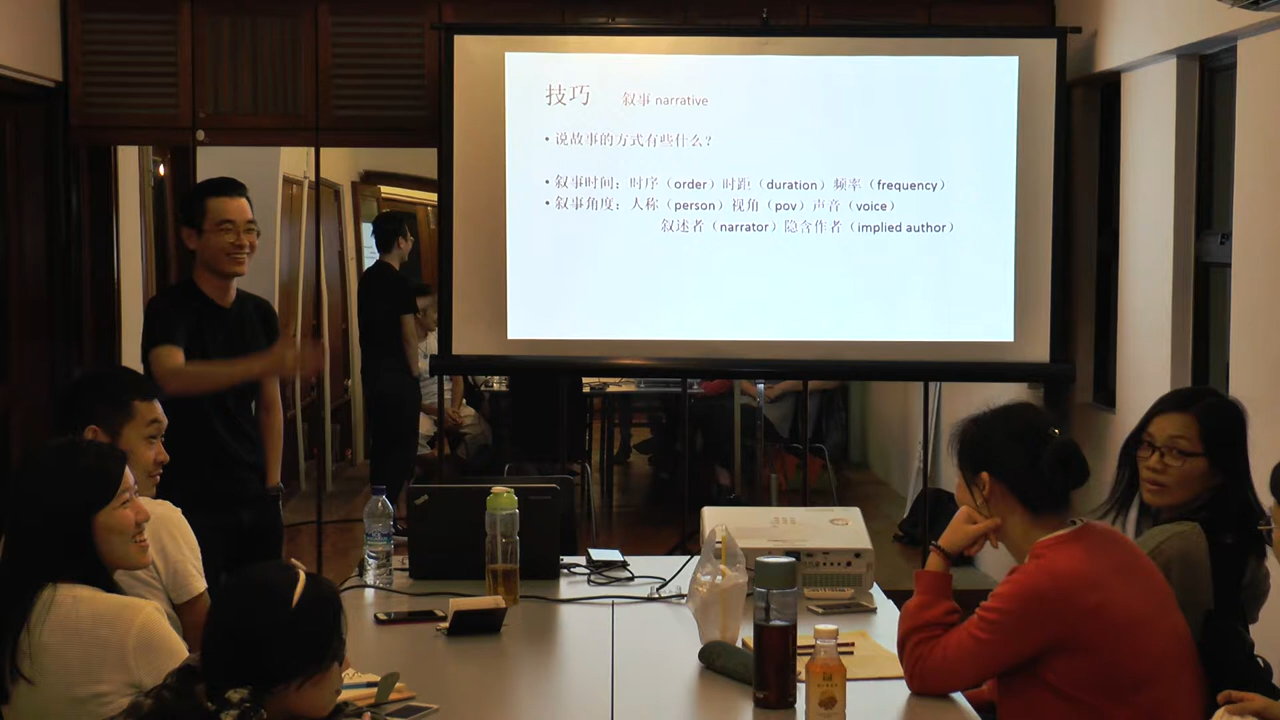 技巧 叙事 narrative
• 说故事的方式有些什么？
• 叙事时间：时序（order）时距（duation）频率（frequency）
• 叙事角度：人称（person）视角（pov）声音（voice）
叙述者（narrator）隐含作者（implied author）